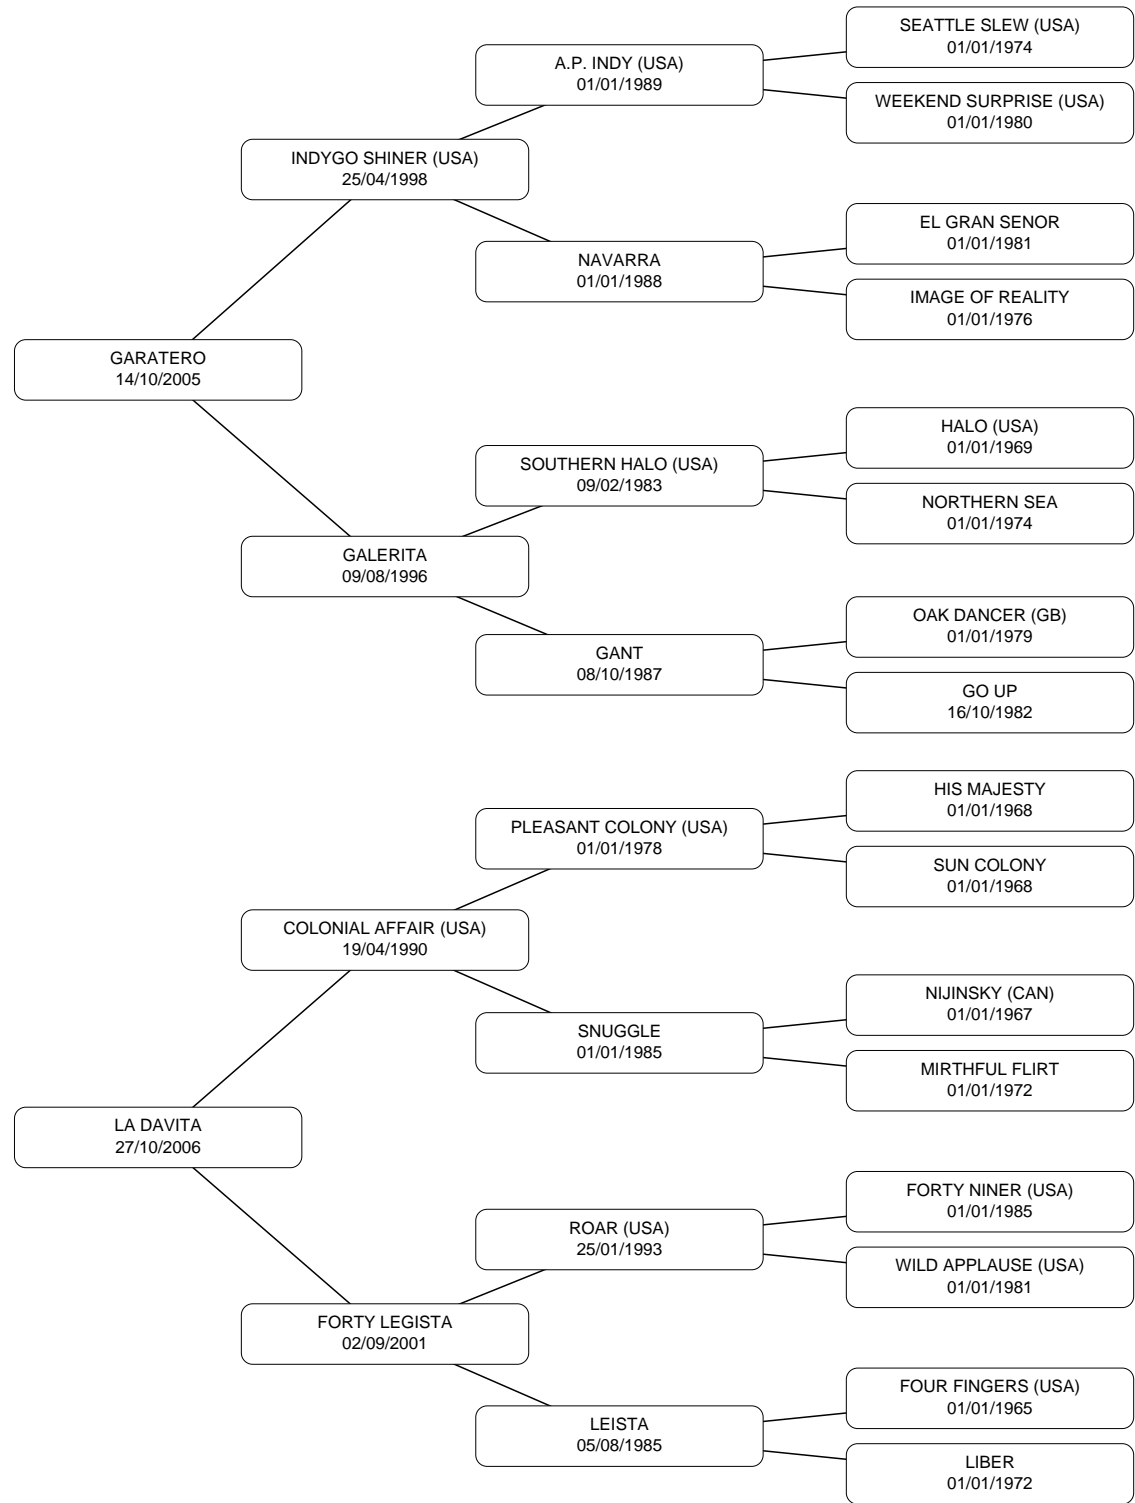 SEATTLE SLEW (USA)
01/01/1974
A.P. INDY (USA)
01/01/1989
WEEKEND SURPRISE (USA)
01/01/1980
INDYGO SHINER (USA)
25/04/1998
EL GRAN SENOR
01/01/1981
NAVARRA
01/01/1988
IMAGE OF REALITY
01/01/1976
GARATERO
14/10/2005
HALO (USA)
01/01/1969
SOUTHERN HALO (USA)
09/02/1983
NORTHERN SEA
01/01/1974
GALERITA
09/08/1996
OAK DANCER (GB)
01/01/1979
GANT
08/10/1987
GO UP
16/10/1982
HIS MAJESTY
01/01/1968
PLEASANT COLONY (USA)
01/01/1978
SUN COLONY
01/01/1968
COLONIAL AFFAIR (USA)
19/04/1990
NIJINSKY (CAN)
01/01/1967
SNUGGLE
01/01/1985
MIRTHFUL FLIRT
01/01/1972
LA DAVITA
27/10/2006
FORTY NINER (USA)
01/01/1985
ROAR (USA)
25/01/1993
WILD APPLAUSE (USA)
01/01/1981
FORTY LEGISTA
02/09/2001
FOUR FINGERS (USA)
01/01/1965
LEISTA
05/08/1985
LIBER
01/01/1972